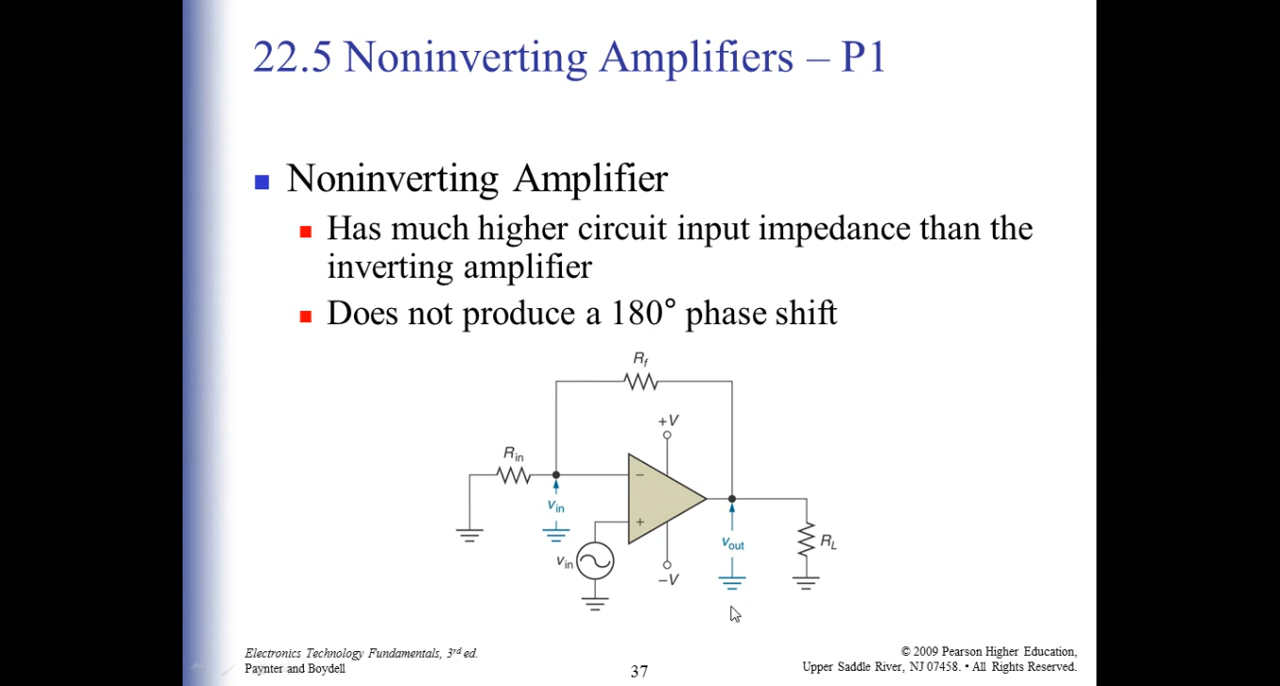 22.5 Noninverting Amplifiers – P1
Noninverting Amplifier
Has much higher circuit input impedance than the
inverting amplifier
Does not produce a 180° phase shift
Rf
+V
Rin
−
vin
+
vin
vout
RL
−V
Electronics Technology Fundamentals, 3rd ed.
Paynter and Boydell
37
© 2009 Pearson Higher Education,
Upper Saddle River, NJ 07458. • All Rights Reserved.